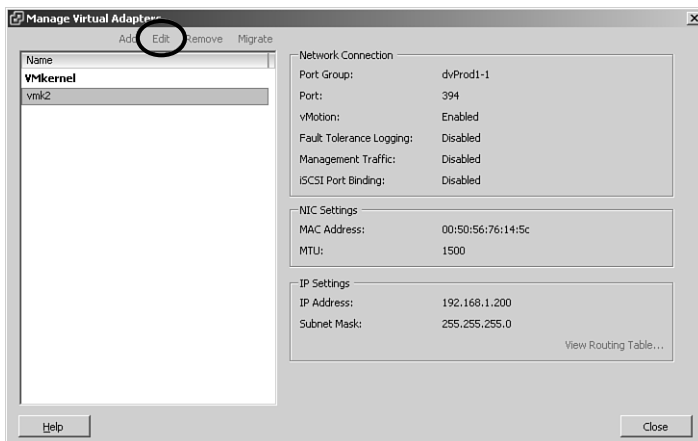 Manage Virtual Adapters
Add Edit Remove Migrate
Name
VMkernel
vmk2
Network Connection
Port Group: dvProd1-1
Port: 394
vMotion: Enabled
Fault Tolerance Logging: Disabled
Management Traffic: Disabled
iSCSI Port Binding: Disabled
NIC Settings
MAC Address: 00:50:56:76:14:5c
MTU: 1500
IP Settings
IP Address: 192.168.1.200
Subnet Mask: 255.255.255.0
View Routing Table...
Help Close